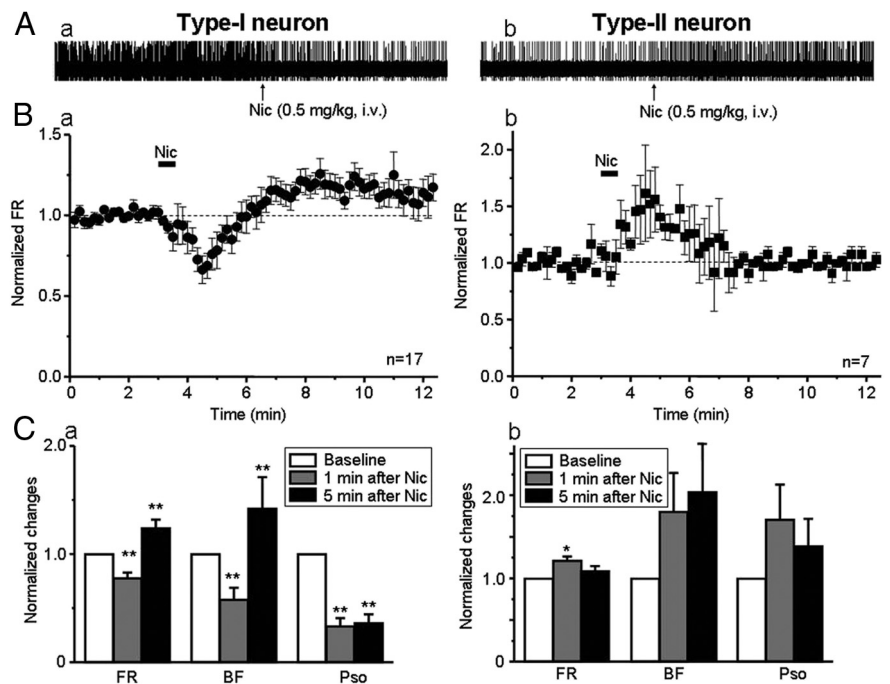 A
Type-I neuron
Type-II neuron
a
b
Nic (0.5 mg/kg, i.v.)
Nic (0.5 mg/kg, i.v.)
B
a
1.5
1.0
0.5
0.0
Normalized FR
Nic
n=17
0 2 4 6 8 10 12
Time (min)
b
2.0
1.5
1.0
0.5
0.0
Normalized FR
Nic
n=7
0 2 4 6 8 10 12
Time (min)
C
a
2.0
1.0
0
Normalized changes
Baseline
1 min after Nic
5 min after Nic
** ** ** ** ** **
FR BF Pso
b
2.0
1.0
0
Normalized changes
Baseline
1 min after Nic
5 min after Nic
*
FR BF Pso